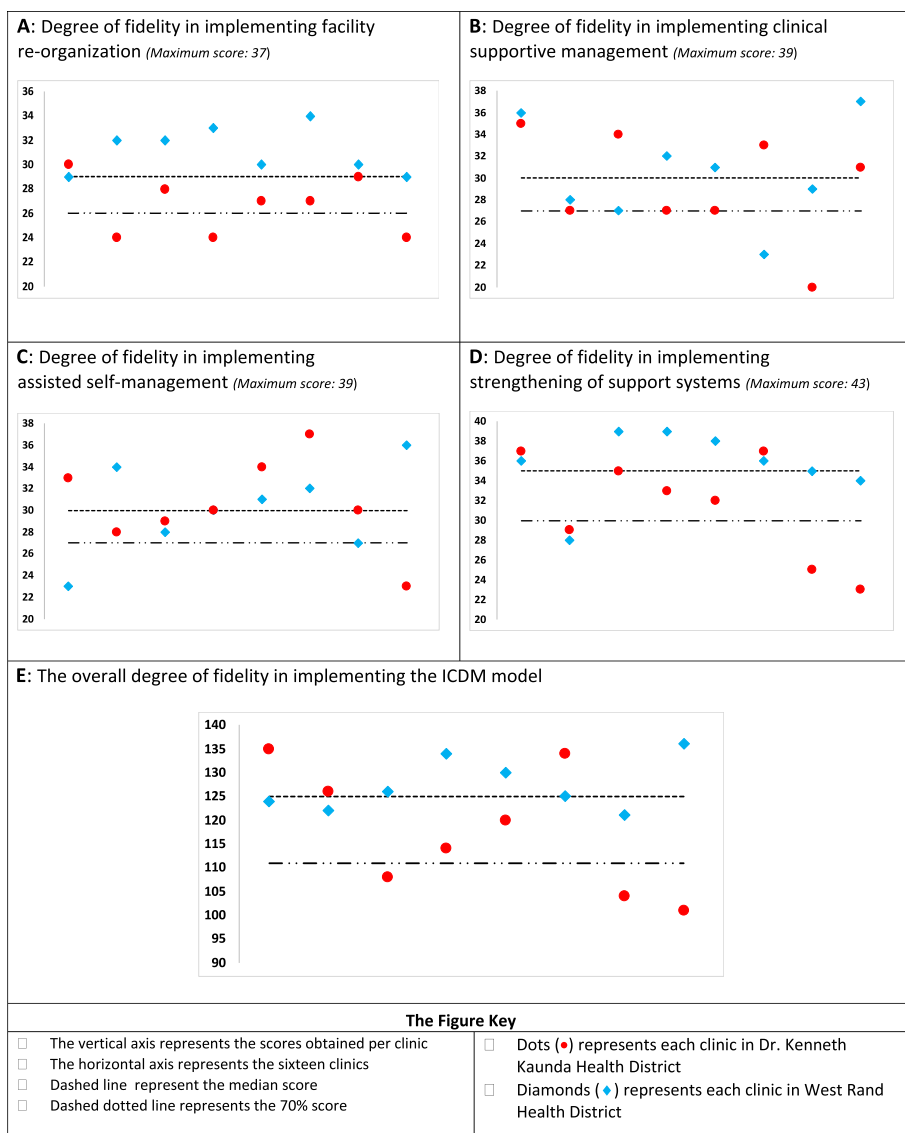 A: Degree of fidelity in implementing facility
re-organization (Maximum score: 37)
36
34
32
30
28
26
24
22
20
B: Degree of fidelity in implementing clinical
supportive management (Maximum score: 39)
38
36
34
32
30
28
26
24
22
20
C: Degree of fidelity in implementing
assisted self-management (Maximum score: 39)
38
36
34
32
30
28
26
24
22
20
D: Degree of fidelity in implementing
strengthening of support systems (Maximum score: 43)
40
38
36
34
32
30
28
26
24
22
20
E: The overall degree of fidelity in implementing the ICDM model
140
135
130
125
120
115
110
105
100
95
90
The Figure Key
The vertical axis represents the scores obtained per clinic
The horizontal axis represents the sixteen clinics
Dashed line represent the median score
Dashed dotted line represents the 70% score
Dots (●) represents each clinic in Dr. Kenneth
Kaunda Health District
Diamonds (♦) represents each clinic in West Rand
Health District